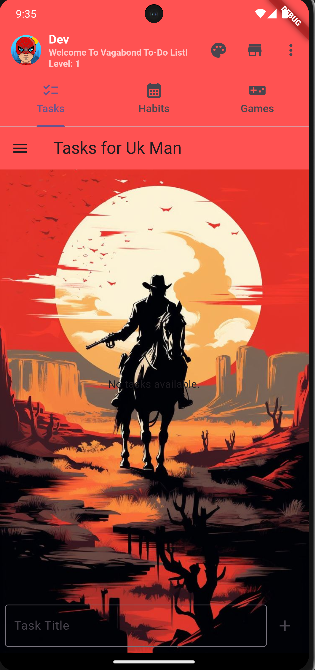 9:35
DEBUG
Dev
Welcome To Vagabond To-Do List!
Level: 1
Tasks
Habits
Games
Tasks for Uk Man
No tasks available.
Task Title